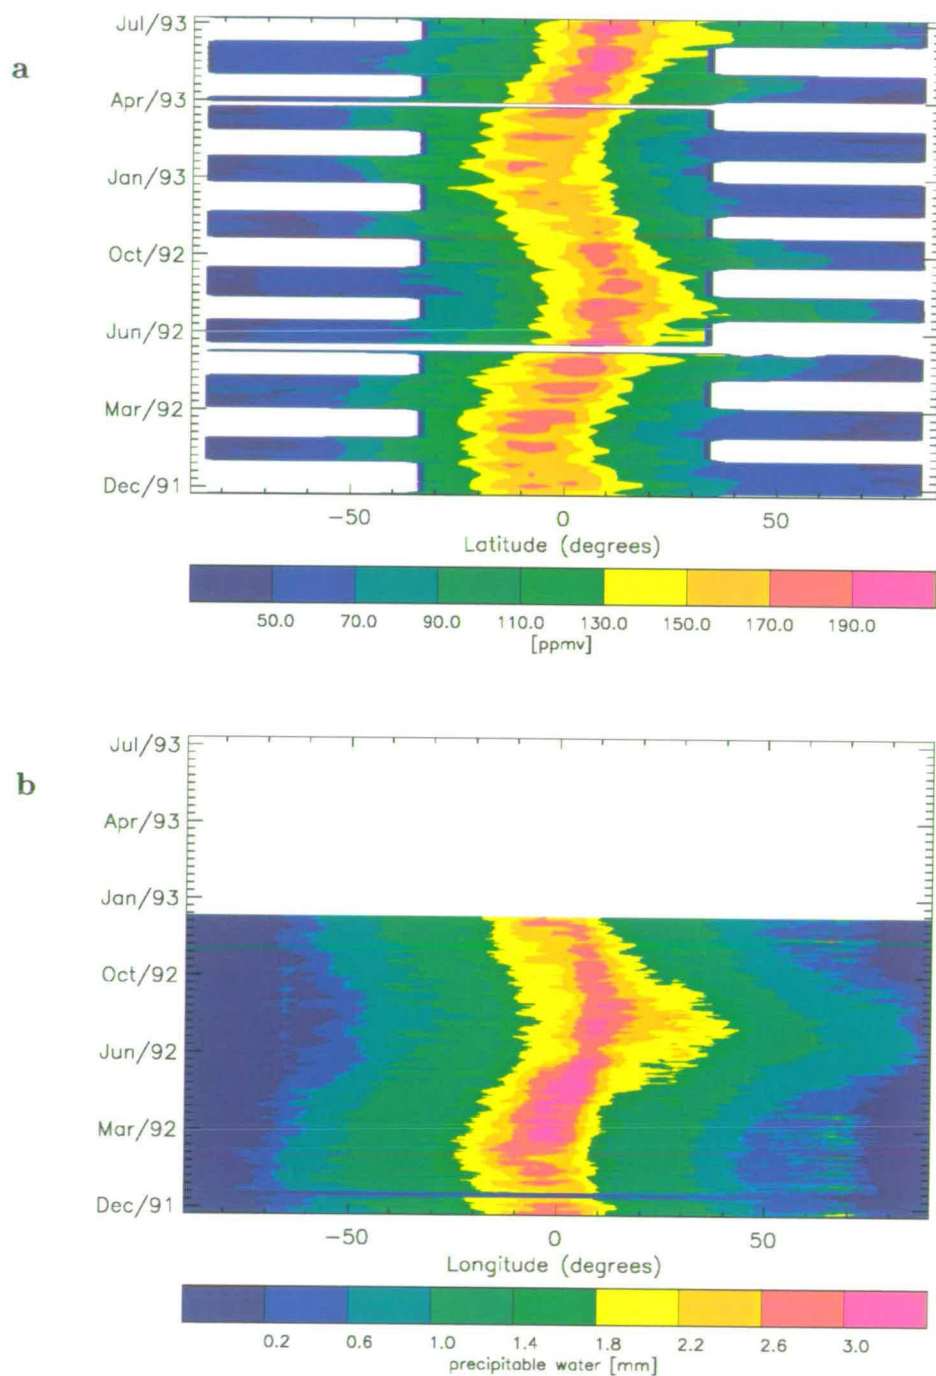 a
Jul/93
Apr/93
Jan/93
Oct/92
Jun/92
Mar/92
Dec/91
−50 0 50
Latitude (degrees)
50.0 70.0 90.0 110.0 130.0 150.0 170.0 190.0
[ppmv]
b
Jul/93
Apr/93
Jan/93
Oct/92
Jun/92
Mar/92
Dec/91
−50 0 50
Longitude (degrees)
0.2 0.6 1.0 1.4 1.8 2.2 2.6 3.0
precipitable water [mm]